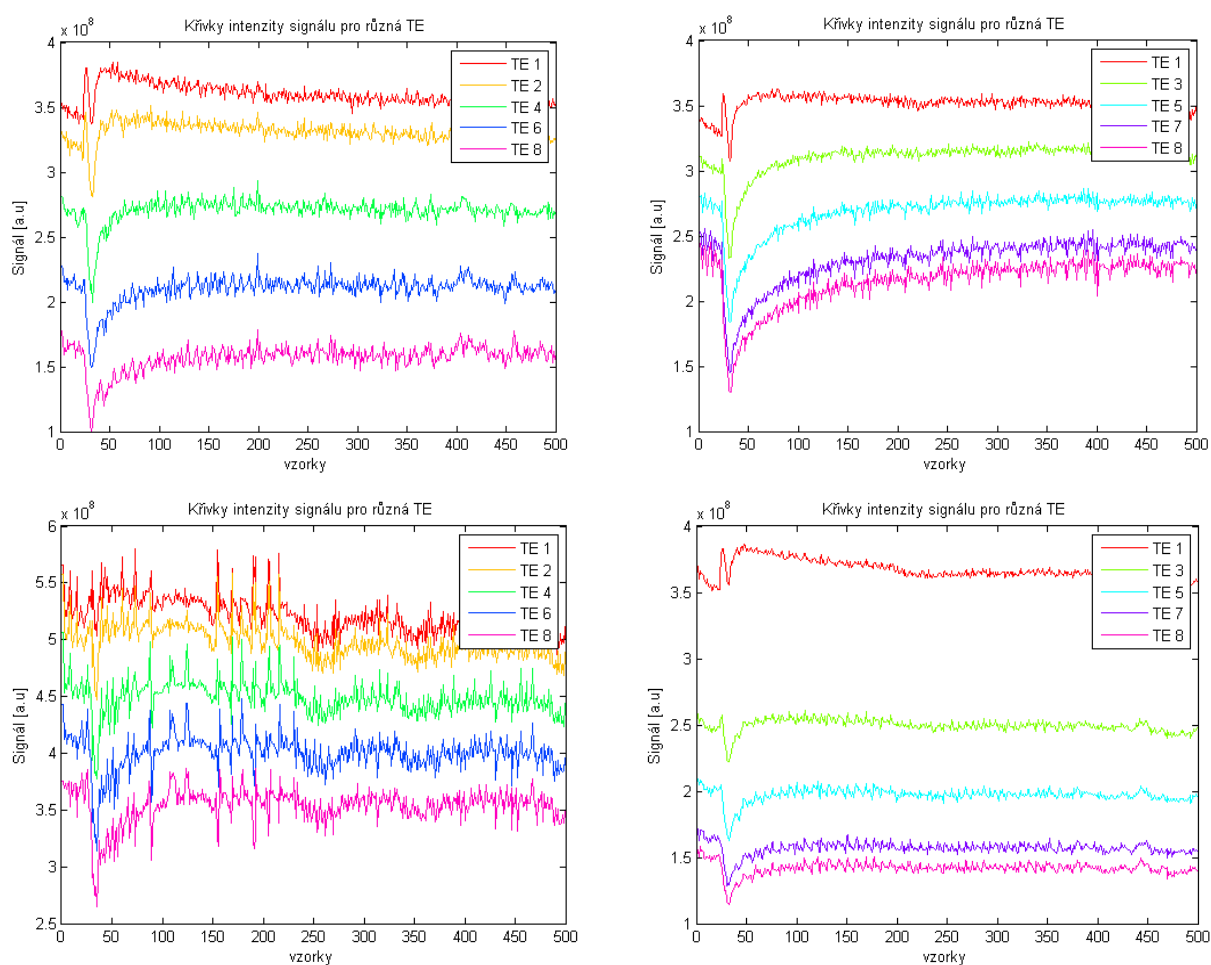 Křivky intenzity signálu pro různá TE
x 10^8
4
3.5
3
2.5
2
1.5
1
Signál [a.u]
0 50 100 150 200 250 300 350 400 450 500
vzorky
TE 1
TE 2
TE 4
TE 6
TE 8
Křivky intenzity signálu pro různá TE
x 10^8
4
3.5
3
2.5
2
1.5
1
Signál [a.u]
0 50 100 150 200 250 300 350 400 450 500
vzorky
TE 1
TE 3
TE 5
TE 7
TE 8
Křivky intenzity signálu pro různá TE
x 10^8
6
5.5
5
4.5
4
3.5
3
2.5
Signál [a.u]
0 50 100 150 200 250 300 350 400 450 500
vzorky
TE 1
TE 2
TE 4
TE 6
TE 8
Křivky intenzity signálu pro různá TE
x 10^8
4
3.5
3
2.5
2
1.5
1
Signál [a.u]
0 50 100 150 200 250 300 350 400 450 500
vzorky
TE 1
TE 3
TE 5
TE 7
TE 8